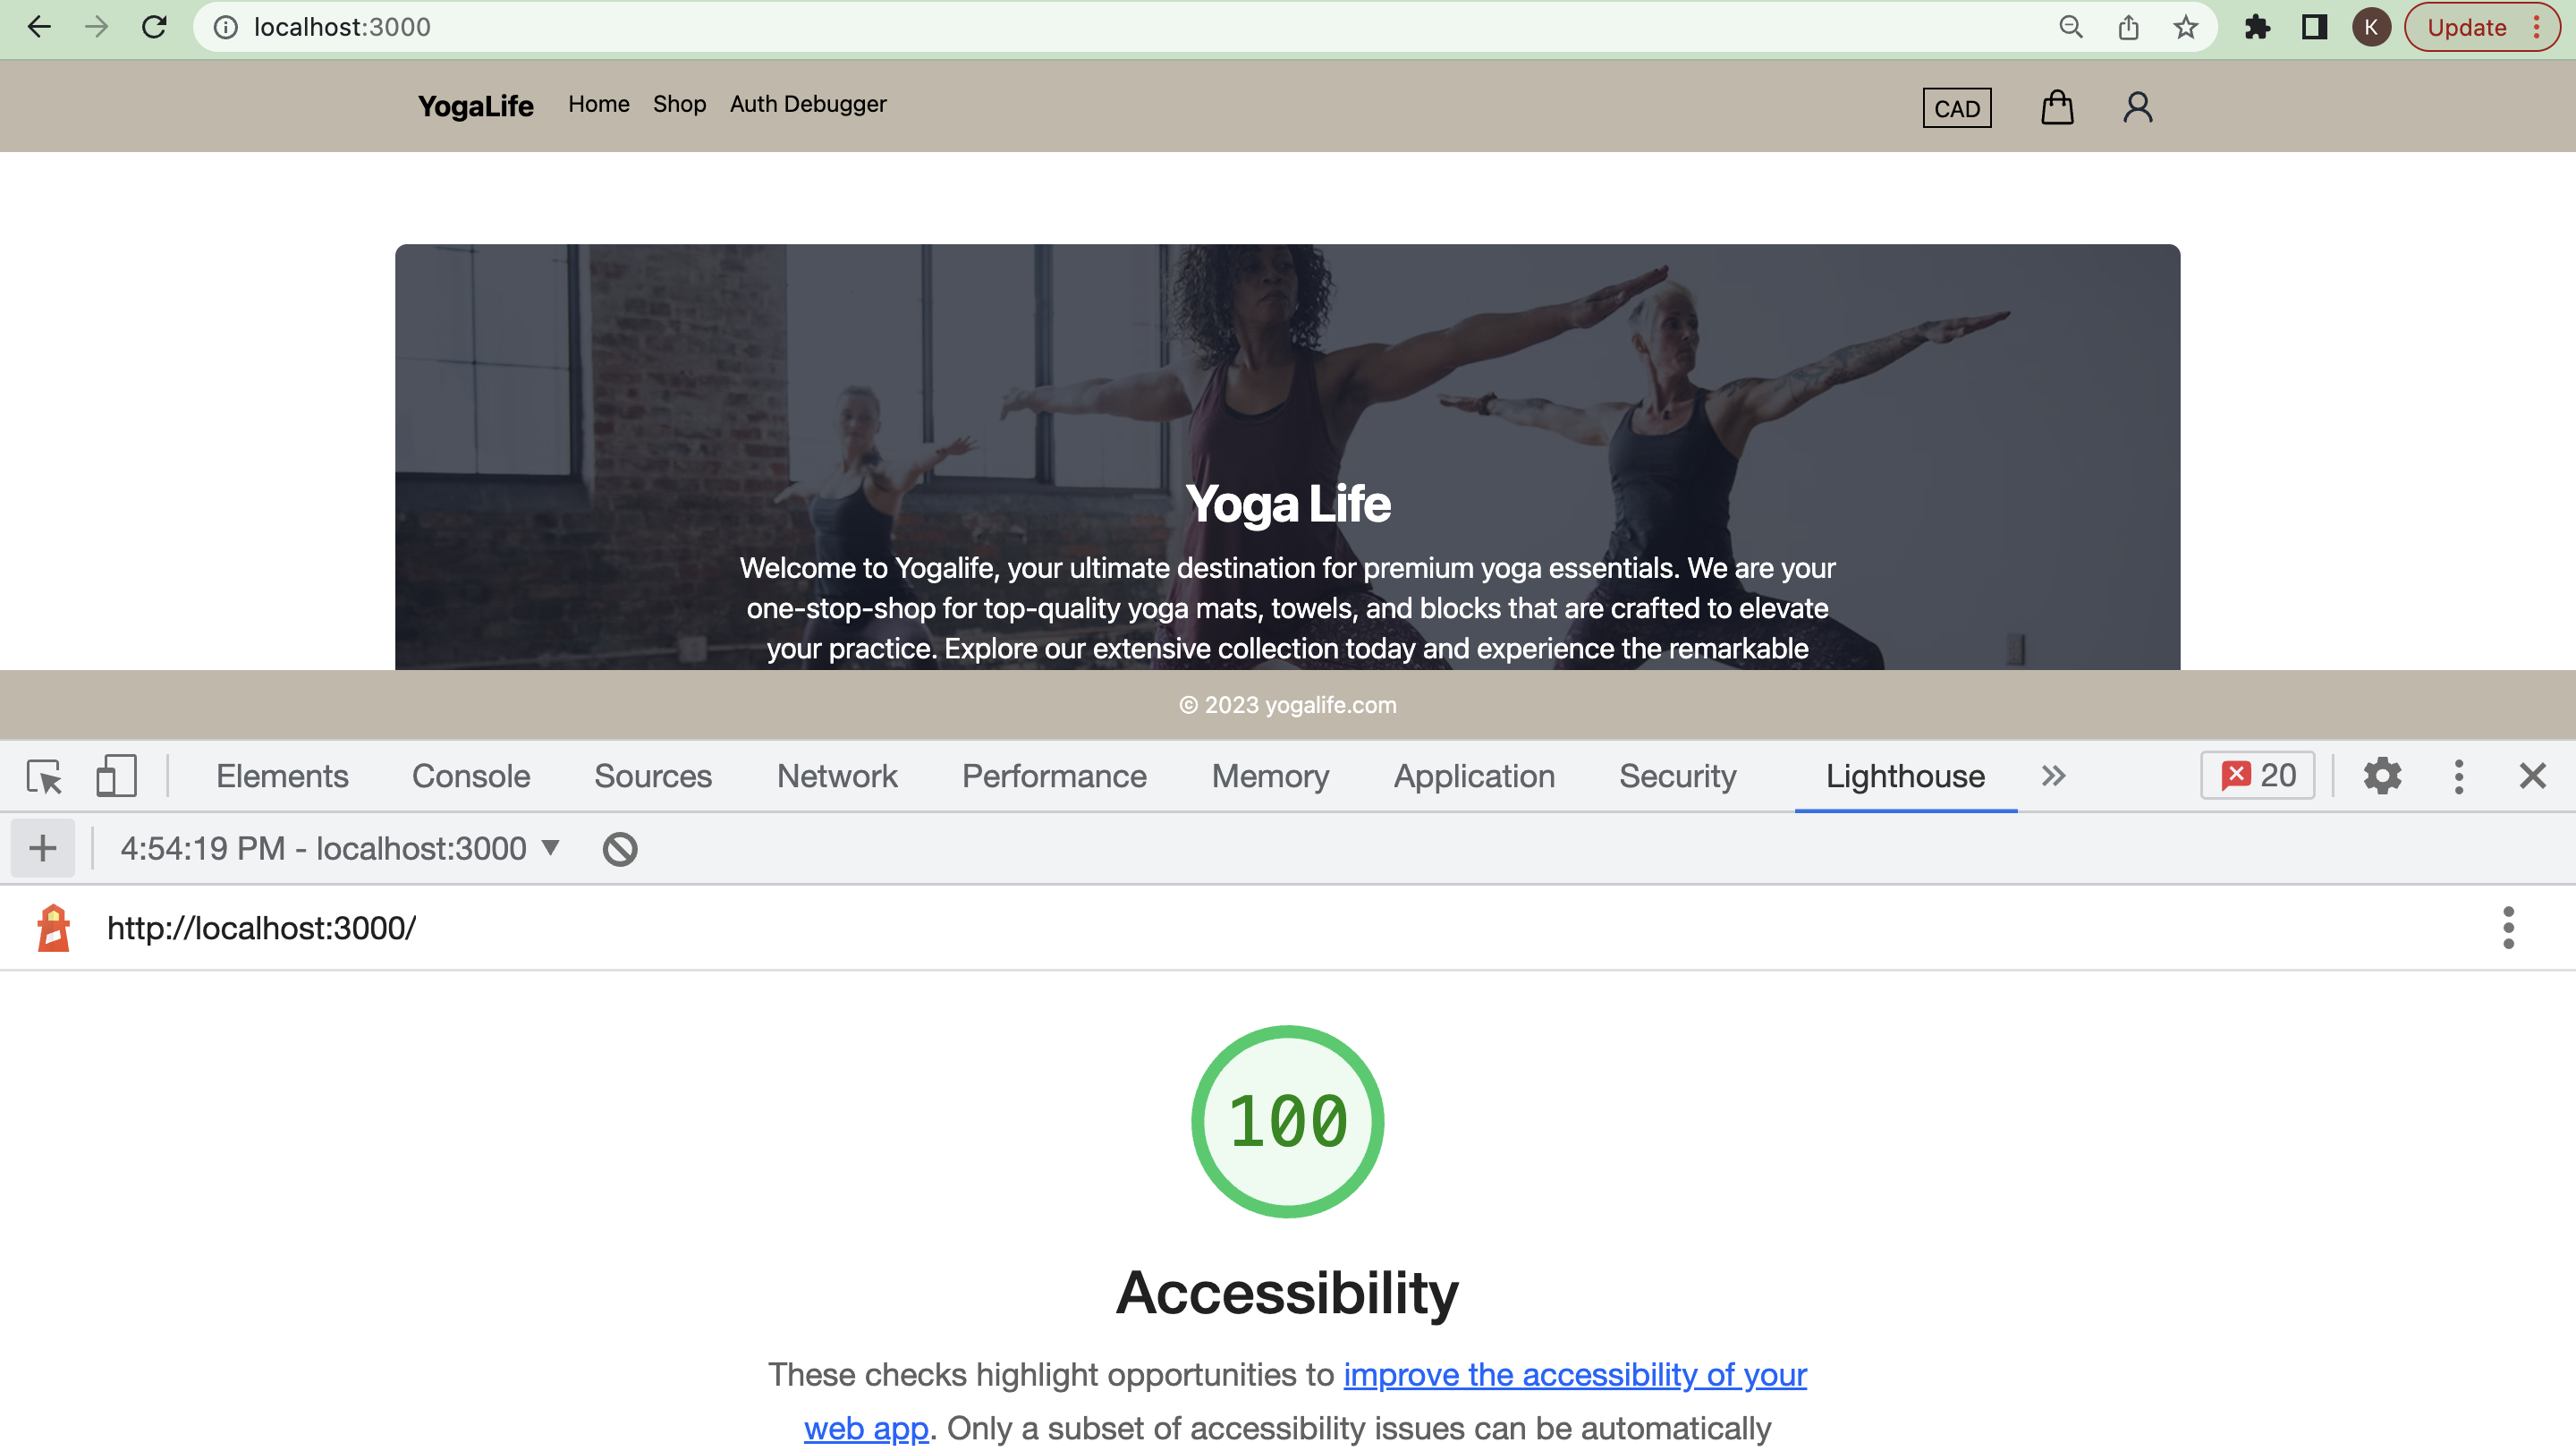 localhost:3000
K
Update
YogaLife Home Shop Auth Debugger CAD
Yoga Life
Welcome to Yogalife, your ultimate destination for premium yoga essentials. We are your
one-stop-shop for top-quality yoga mats, towels, and blocks that are crafted to elevate
your practice. Explore our extensive collection today and experience the remarkable
© 2023 yogalife.com
Elements Console Sources Network Performance Memory Application Security Lighthouse 20
4:54:19 PM - localhost:3000
http://localhost:3000/
100
Accessibility
These checks highlight opportunities to improve the accessibility of your
web app. Only a subset of accessibility issues can be automatically